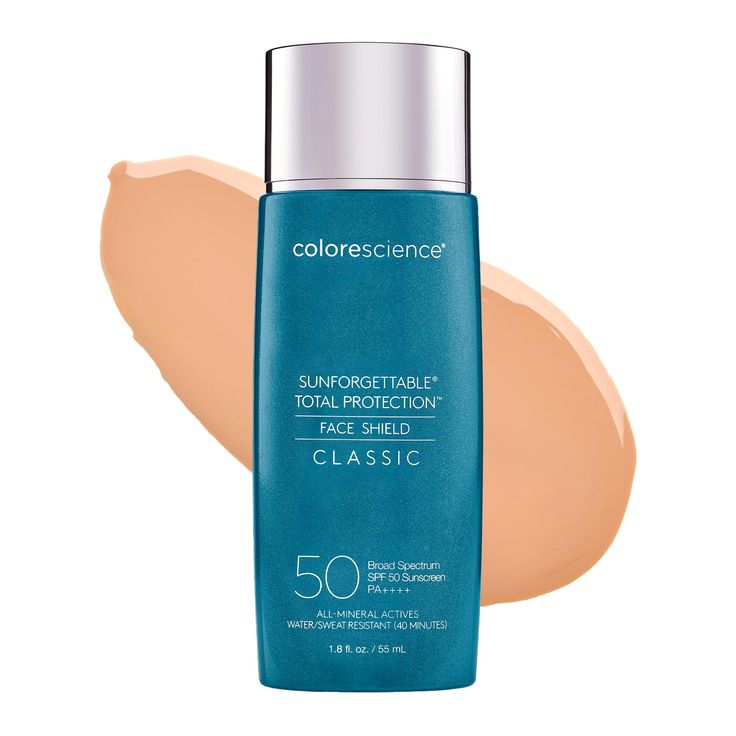 colorescience®
SUNFORGETTABLE®
TOTAL PROTECTION™
FACE SHIELD
CLASSIC
50
Broad Spectrum
SPF 50 Sunscreen
PA++++
ALL-MINERAL ACTIVES
WATER/SWEAT RESISTANT (40 MINUTES)
1.8 fl. oz. / 55 mL